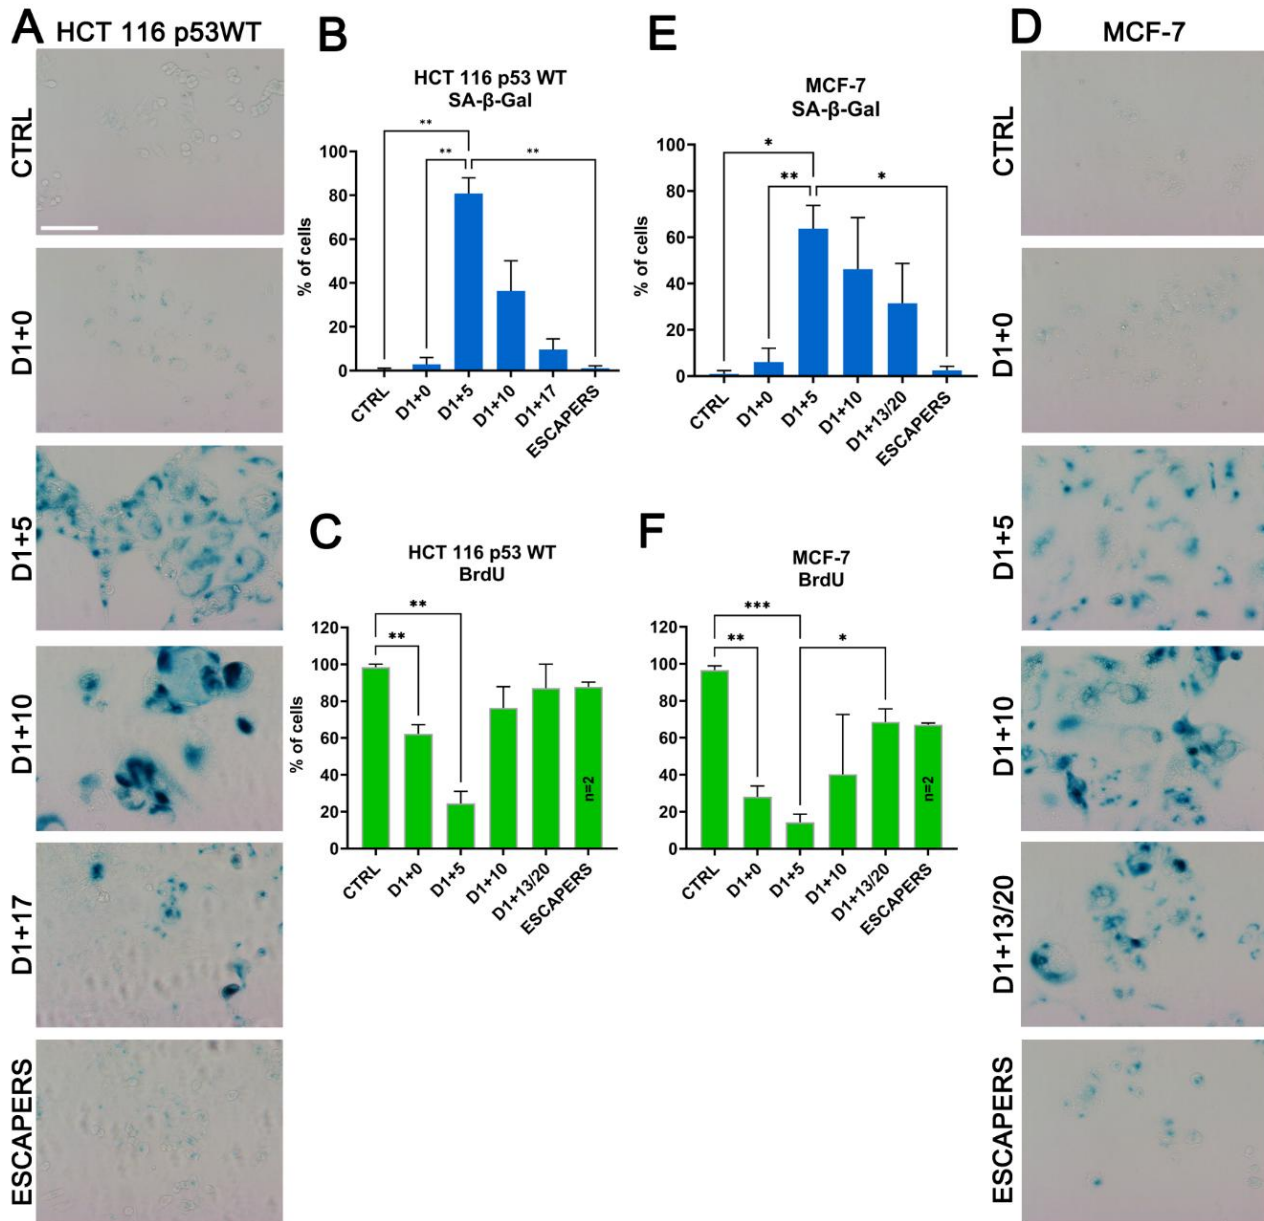 A
HCT 116 p53WT
CTRL
D1+0
D1+5
D1+10
D1+17
ESCAPERS
B
HCT 116 p53 WT
SA-β-Gal
**
**
**
% of cells
100
80
60
40
20
0
CTRL
D1+0
D1+5
D1+10
D1+17
ESCAPERS
C
HCT 116 p53 WT
BrdU
**
**
% of cells
120
100
80
60
40
20
0
n=2
CTRL
D1+0
D1+5
D1+10
D1+13/20
ESCAPERS
E
MCF-7
SA-β-Gal
*
**
*
% of cells
100
80
60
40
20
0
CTRL
D1+0
D1+5
D1+10
D1+13/20
ESCAPERS
F
MCF-7
BrdU
***
**
*
120
100
80
60
40
20
0
n=2
CTRL
D1+0
D1+5
D1+10
D1+13/20
ESCAPERS
D
MCF-7
CTRL
D1+0
D1+5
D1+10
D1+13/20
ESCAPERS